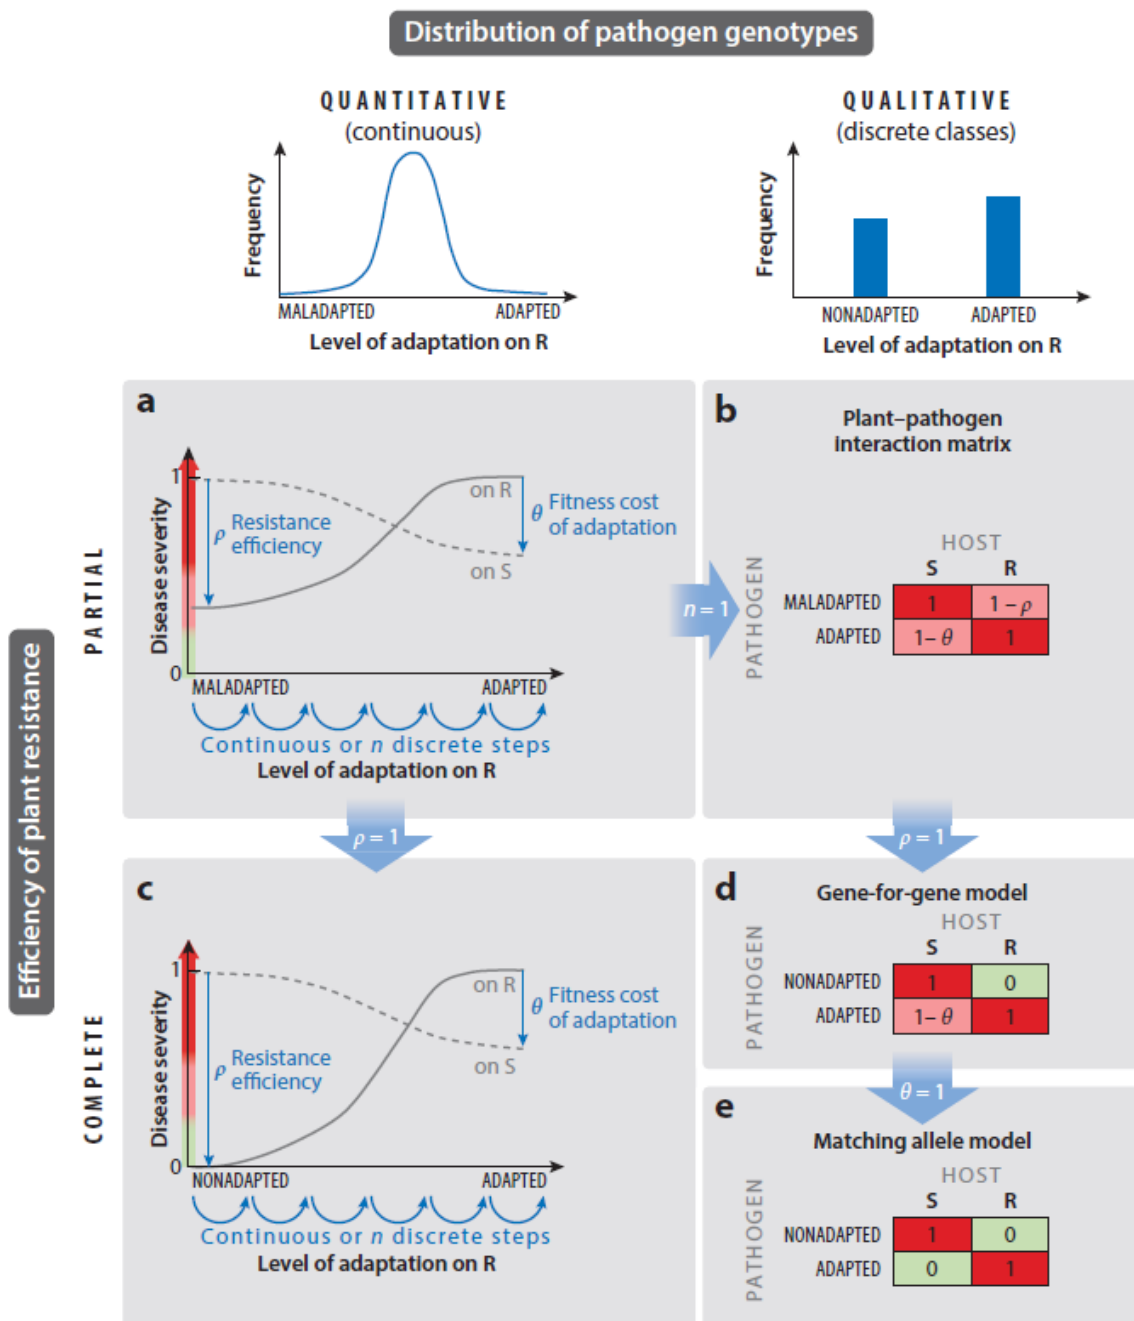 Distribution of pathogen genotypes
QUANTITATIVE
(continuous)
Frequency
MALADAPTED
ADAPTED
Level of adaptation on R
QUALITATIVE
(discrete classes)
Frequency
NONADAPTED
ADAPTED
Level of adaptation on R
Efficiency of plant resistance
PARTIAL
a
Disease severity
1
0
ρ Resistance
efficiency
on R
on S
θ Fitness cost
of adaptation
MALADAPTED
ADAPTED
Continuous or n discrete steps
Level of adaptation on R
n = 1
b
Plant–pathogen
interaction matrix
HOST
S R
PATHOGEN
MALADAPTED 1 1 – ρ
ADAPTED 1 – θ 1
ρ = 1
ρ = 1
COMPLETE
c
Disease severity
1
0
ρ Resistance
efficiency
on R
on S
θ Fitness cost
of adaptation
NONADAPTED
ADAPTED
Continuous or n discrete steps
Level of adaptation on R
d
Gene-for-gene model
HOST
S R
PATHOGEN
NONADAPTED 1 0
ADAPTED 1 – θ 1
θ = 1
e
Matching allele model
HOST
S R
PATHOGEN
NONADAPTED 1 0
ADAPTED 0 1